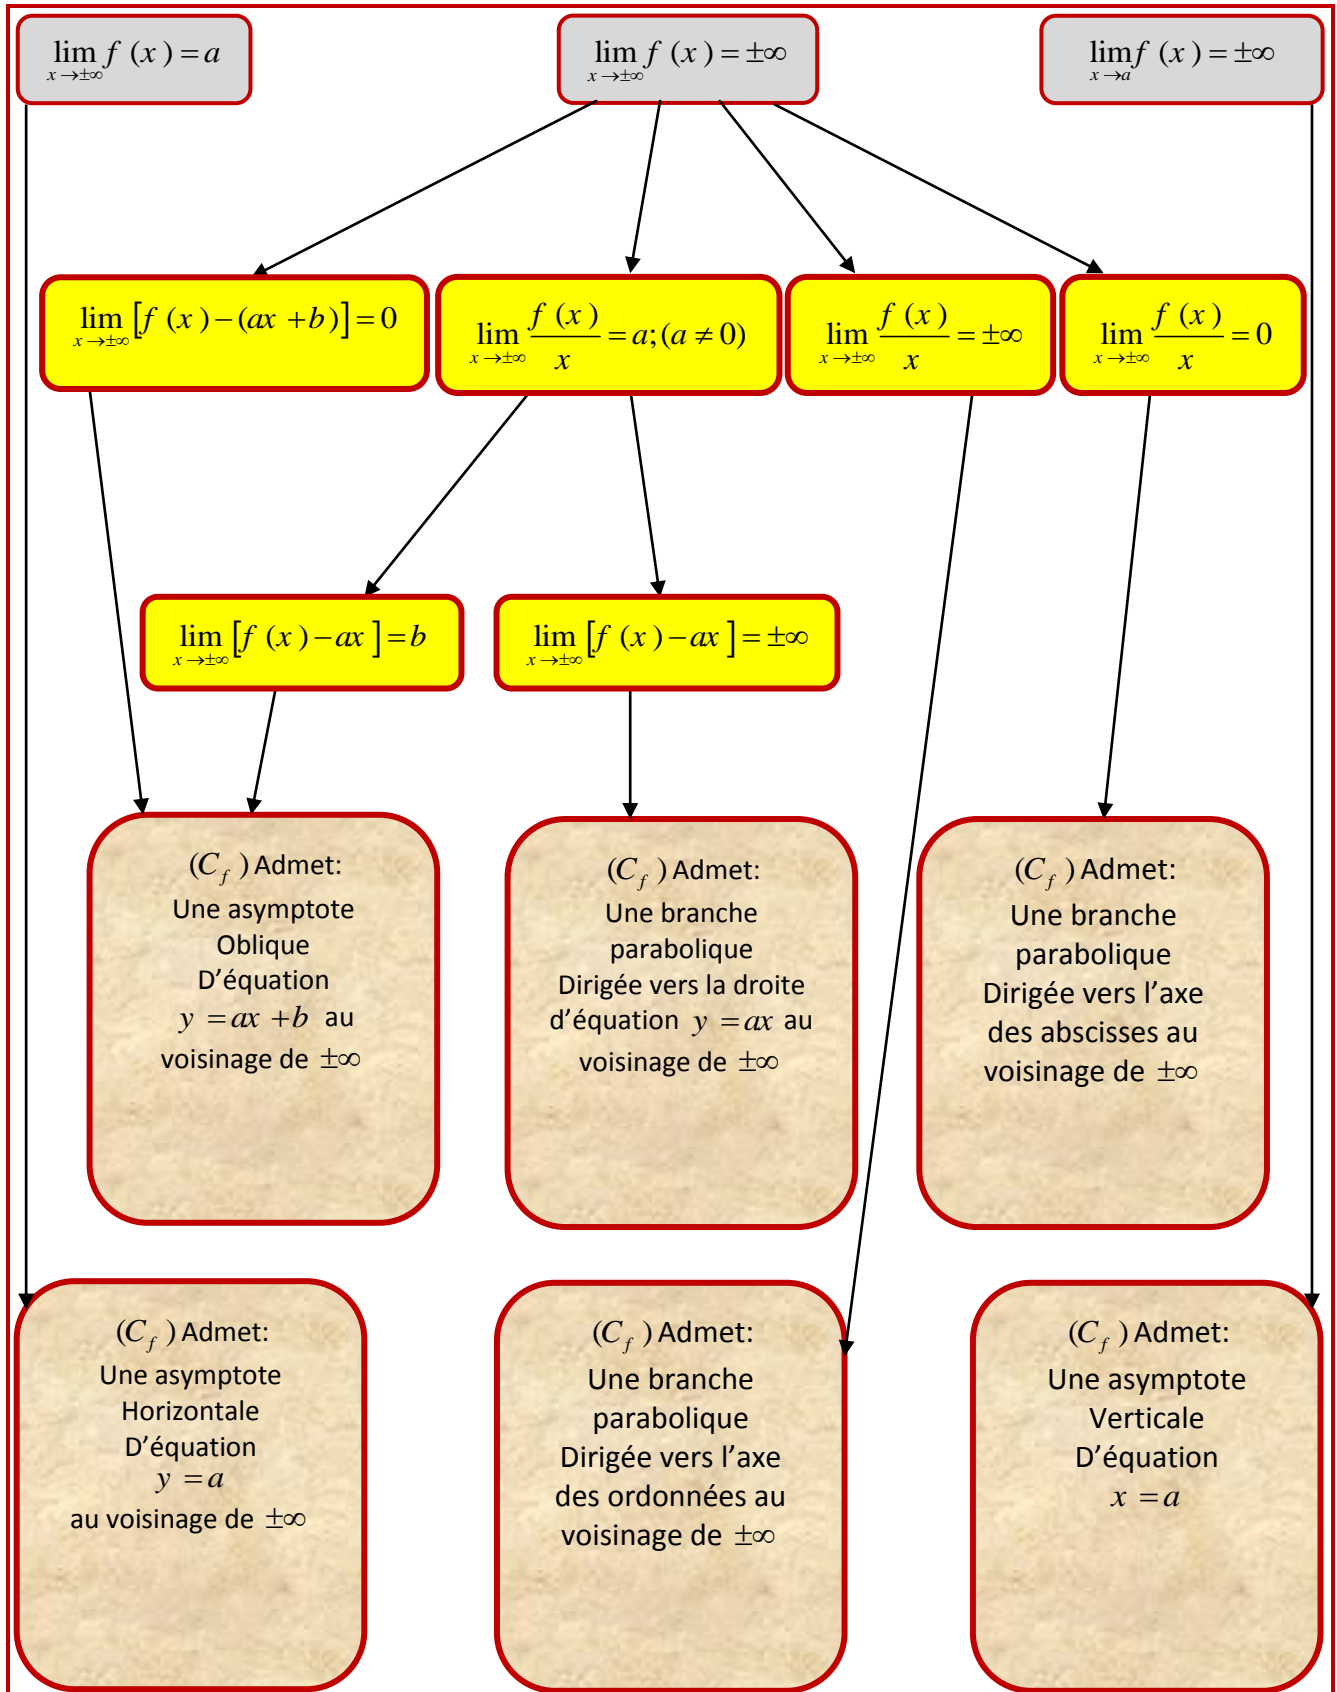 lim_{x→±∞} f (x) = a
lim_{x→±∞} f (x) = ±∞
lim_{x→a} f (x) = ±∞
lim_{x→±∞} [f (x) − (ax + b)] = 0
lim_{x→±∞} f (x)/x = a; (a ≠ 0)
lim_{x→±∞} f (x)/x = ±∞
lim_{x→±∞} f (x)/x = 0
lim_{x→±∞} [f (x) − ax] = b
lim_{x→±∞} [f (x) − ax] = ±∞
(C_f) Admet:
Une asymptote
Oblique
D’équation
y = ax + b au
voisinage de ±∞
(C_f) Admet:
Une branche
parabolique
Dirigée vers la droite
d’équation y = ax au
voisinage de ±∞
(C_f) Admet:
Une branche
parabolique
Dirigée vers l’axe
des abscisses au
voisinage de ±∞
(C_f) Admet:
Une asymptote
Horizontale
D’équation
y = a
au voisinage de ±∞
(C_f) Admet:
Une branche
parabolique
Dirigée vers l’axe
des ordonnées au
voisinage de ±∞
(C_f) Admet:
Une asymptote
Verticale
D’équation
x = a